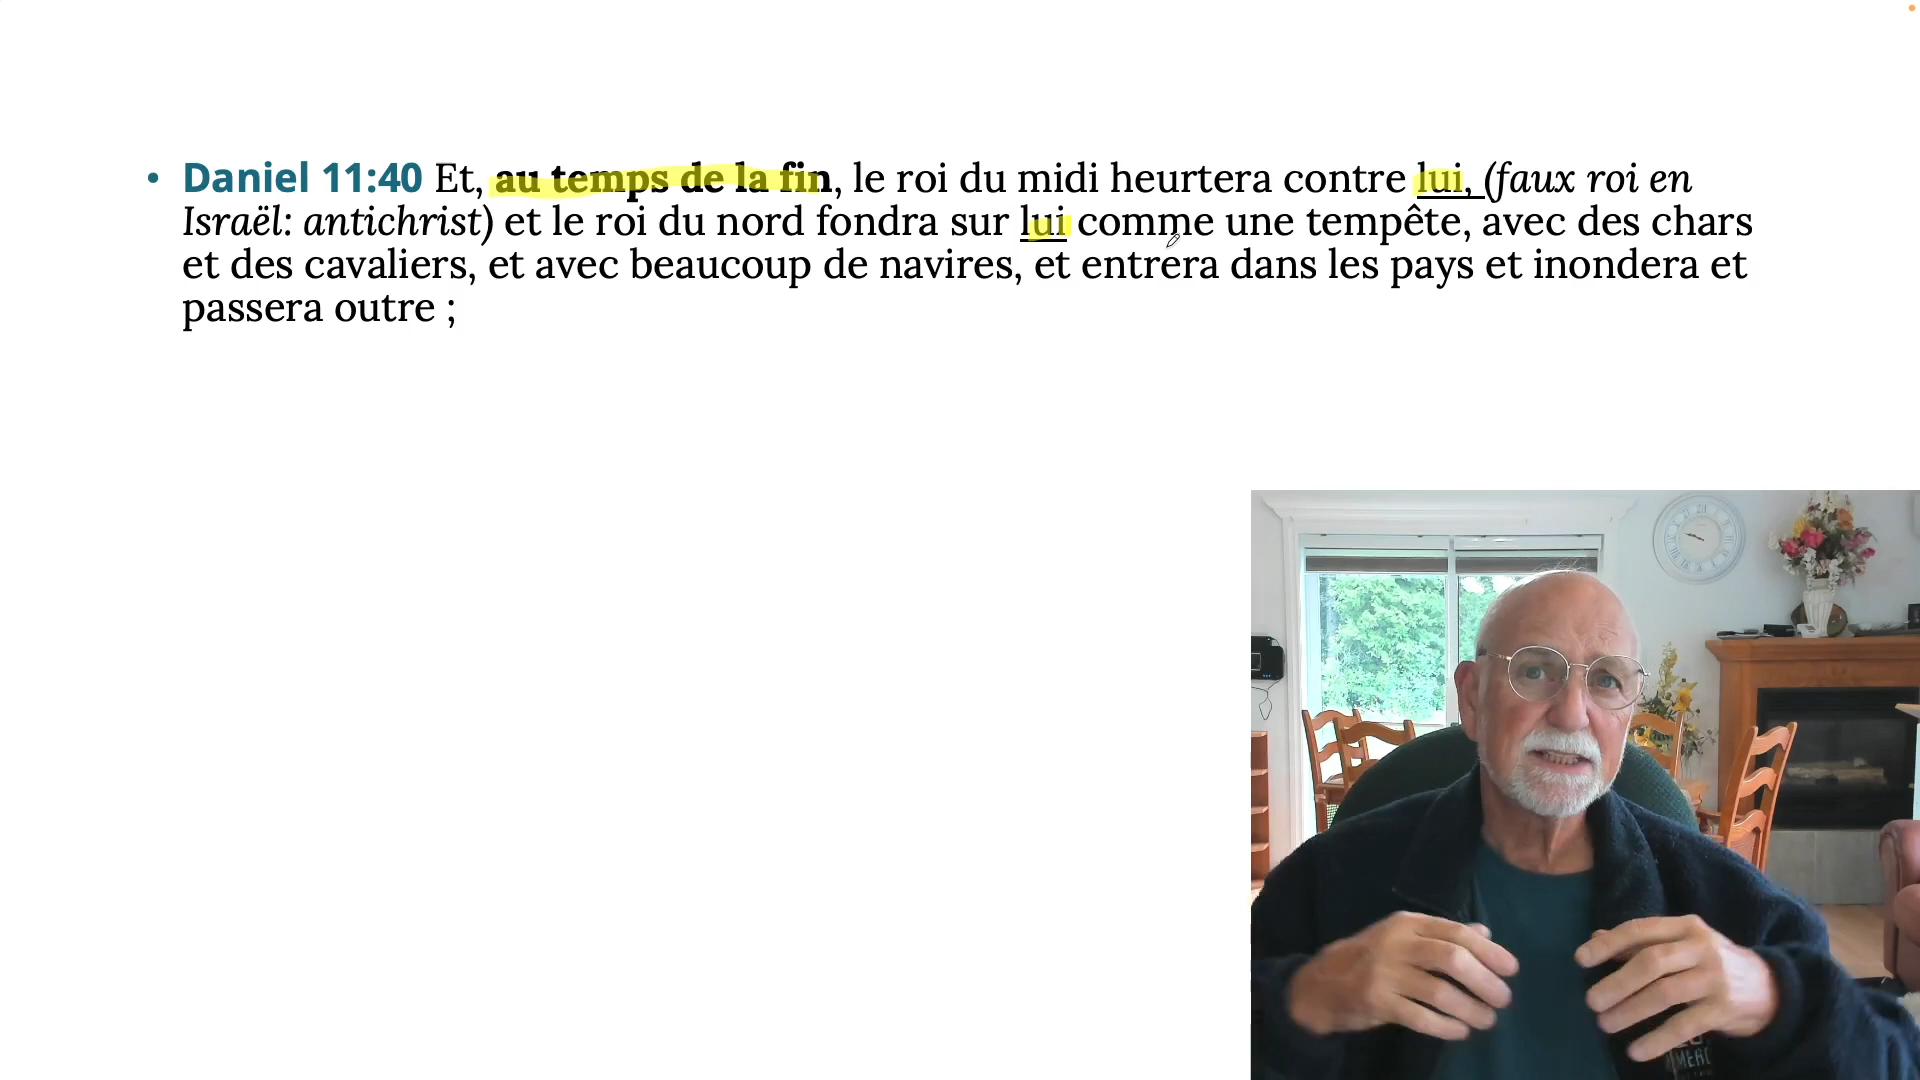 • Daniel 11:40 Et, au temps de la fin, le roi du midi heurtera contre lui, (faux roi en
Israël: antichrist) et le roi du nord fondra sur lui comme une tempête, avec des chars
et des cavaliers, et avec beaucoup de navires, et entrera dans les pays et inondera et
passera outre ;